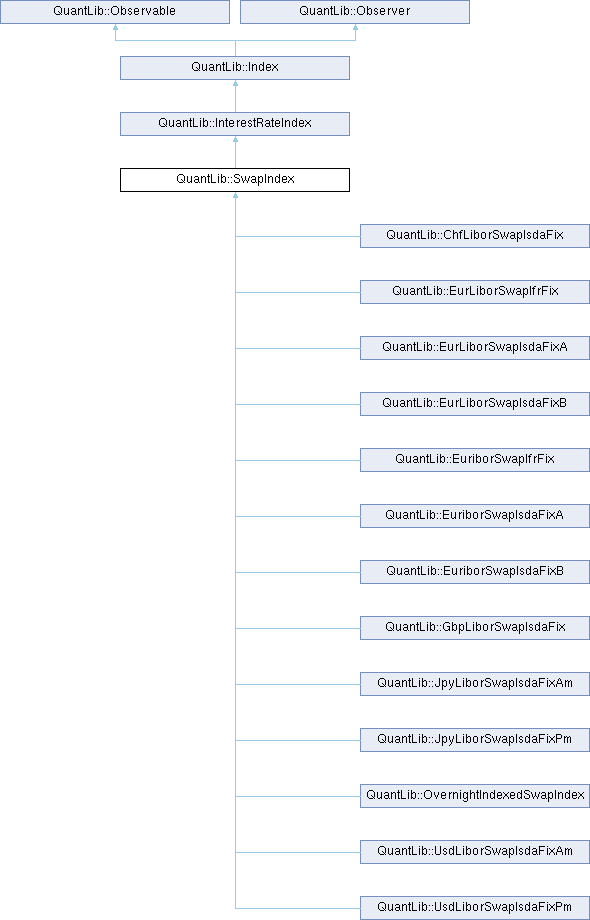 QuantLib::Observable
QuantLib::Observer
QuantLib::Index
QuantLib::InterestRateIndex
QuantLib::SwapIndex
QuantLib::ChfLiborSwapIsdaFix
QuantLib::EurLiborSwapIfrFix
QuantLib::EurLiborSwapIsdaFixA
QuantLib::EurLiborSwapIsdaFixB
QuantLib::EuriborSwapIfrFix
QuantLib::EuriborSwapIsdaFixA
QuantLib::EuriborSwapIsdaFixB
QuantLib::GbpLiborSwapIsdaFix
QuantLib::JpyLiborSwapIsdaFixAm
QuantLib::JpyLiborSwapIsdaFixPm
QuantLib::OvernightIndexedSwapIndex
QuantLib::UsdLiborSwapIsdaFixAm
QuantLib::UsdLiborSwapIsdaFixPm